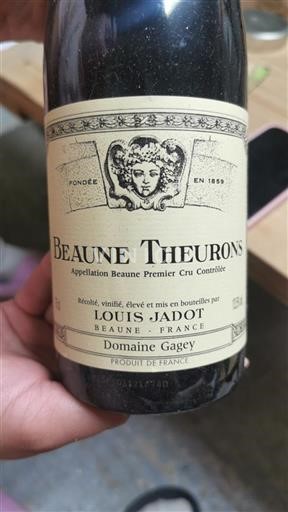 FONDÉE EN 1859
BEAUNE THEURONS
Appellation Beaune Premier Cru Contrôlée
Récolté, vinifié, élevé et mis en bouteilles par
LOUIS JADOT
BEAUNE - FRANCE
Domaine Gagey
PRODUIT DE FRANCE